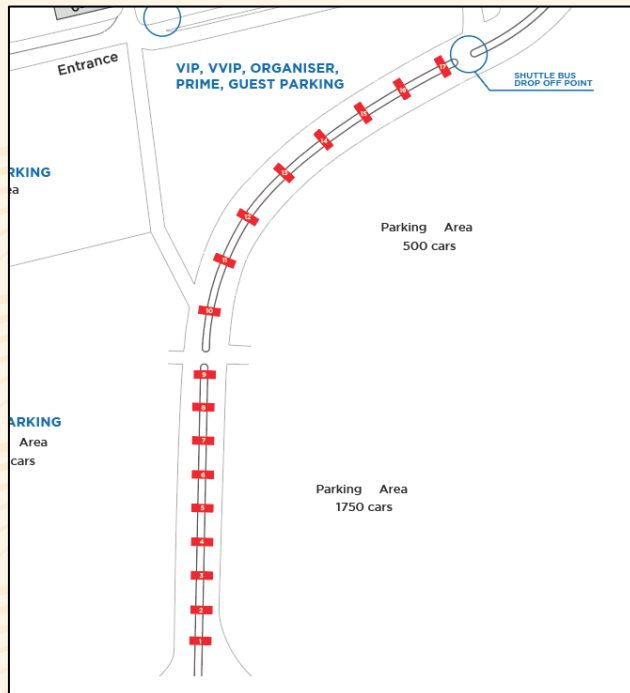 Entrance
VIP, VVIP, ORGANISER,
PRIME, GUEST PARKING
SHUTTLE BUS
DROP OFF POINT
17
16
15
14
13
12
11
10
RKING
ea
Parking Area
500 cars
9
8
7
6
5
4
3
2
1
ARKING
Area
cars
Parking Area
1750 cars